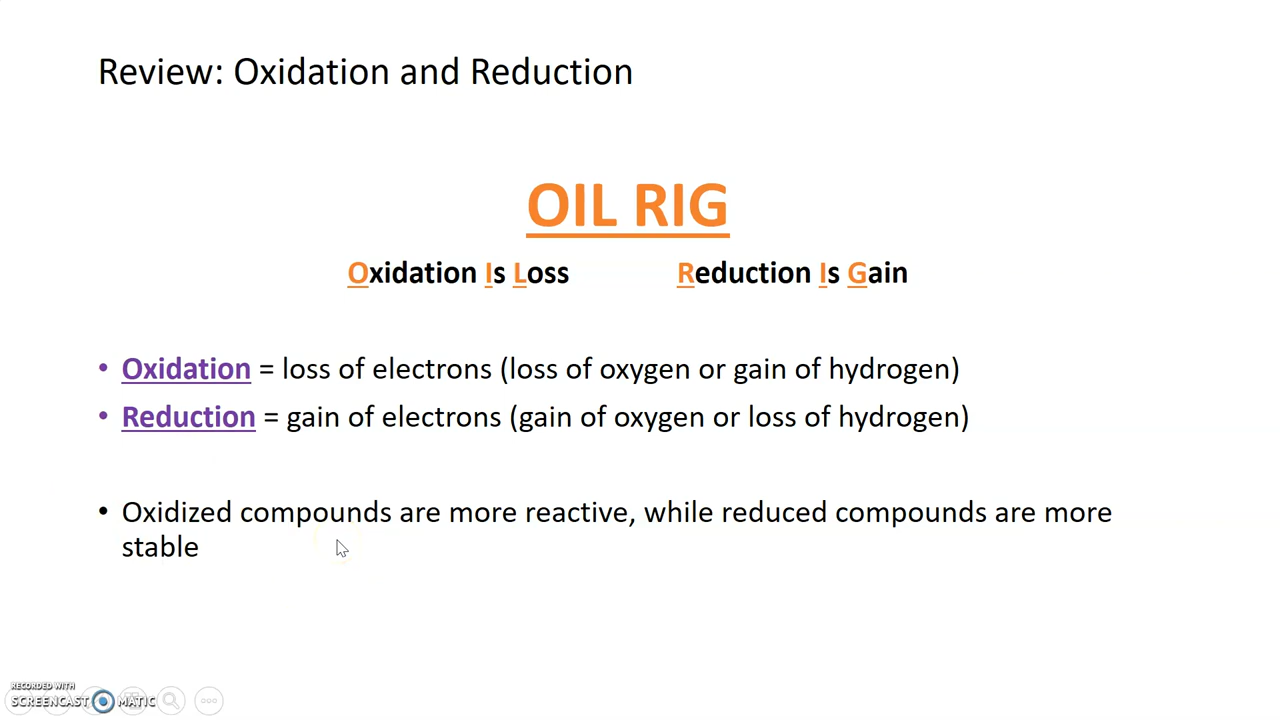 Review: Oxidation and Reduction
OIL RIG
Oxidation Is Loss Reduction Is Gain
• Oxidation = loss of electrons (loss of oxygen or gain of hydrogen)
• Reduction = gain of electrons (gain of oxygen or loss of hydrogen)
• Oxidized compounds are more reactive, while reduced compounds are more
stable
RECORDED WITH
SCREENCAST MATIC